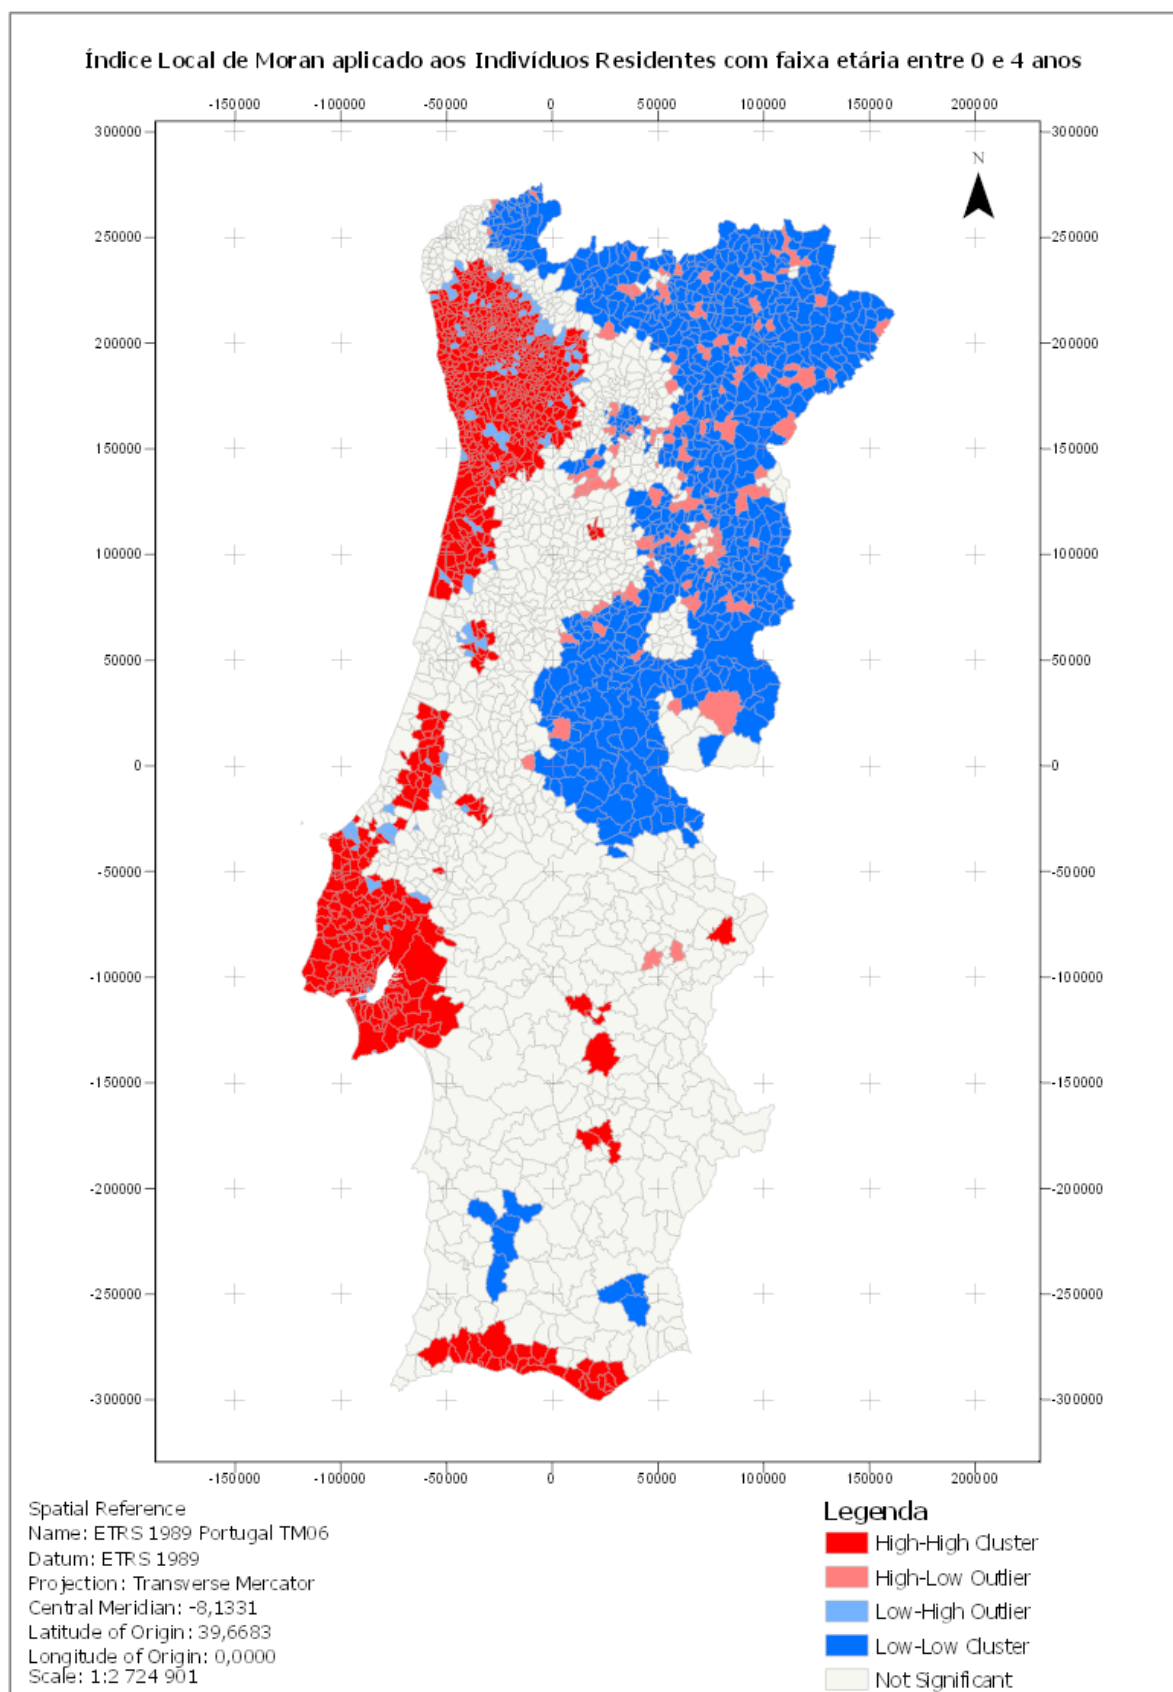 Índice Local de Moran aplicado aos Indivíduos Residentes com faixa etária entre 0 e 4 anos
-150000 -100000 -50000 0 50000 100000 150000 200000
300000 300000
N
250000 250000
200000 200000
150000 150000
100000 100000
50000 50000
0 0
-50000 -50000
-100000 -100000
-150000 -150000
-200000 -200000
-250000 -250000
-300000 -300000
-150000 -100000 -50000 0 50000 100000 150000 200000
Spatial Reference
Name: ETRS 1989 Portugal TM06
Datum: ETRS 1989
Projection: Transverse Mercator
Central Meridian: -8,1331
Latitude of Origin: 39,6683
Longitude of Origin: 0,0000
Scale: 1:2 724 901
Legenda
High-High Cluster
High-Low Outlier
Low-High Outlier
Low-Low Cluster
Not Significant